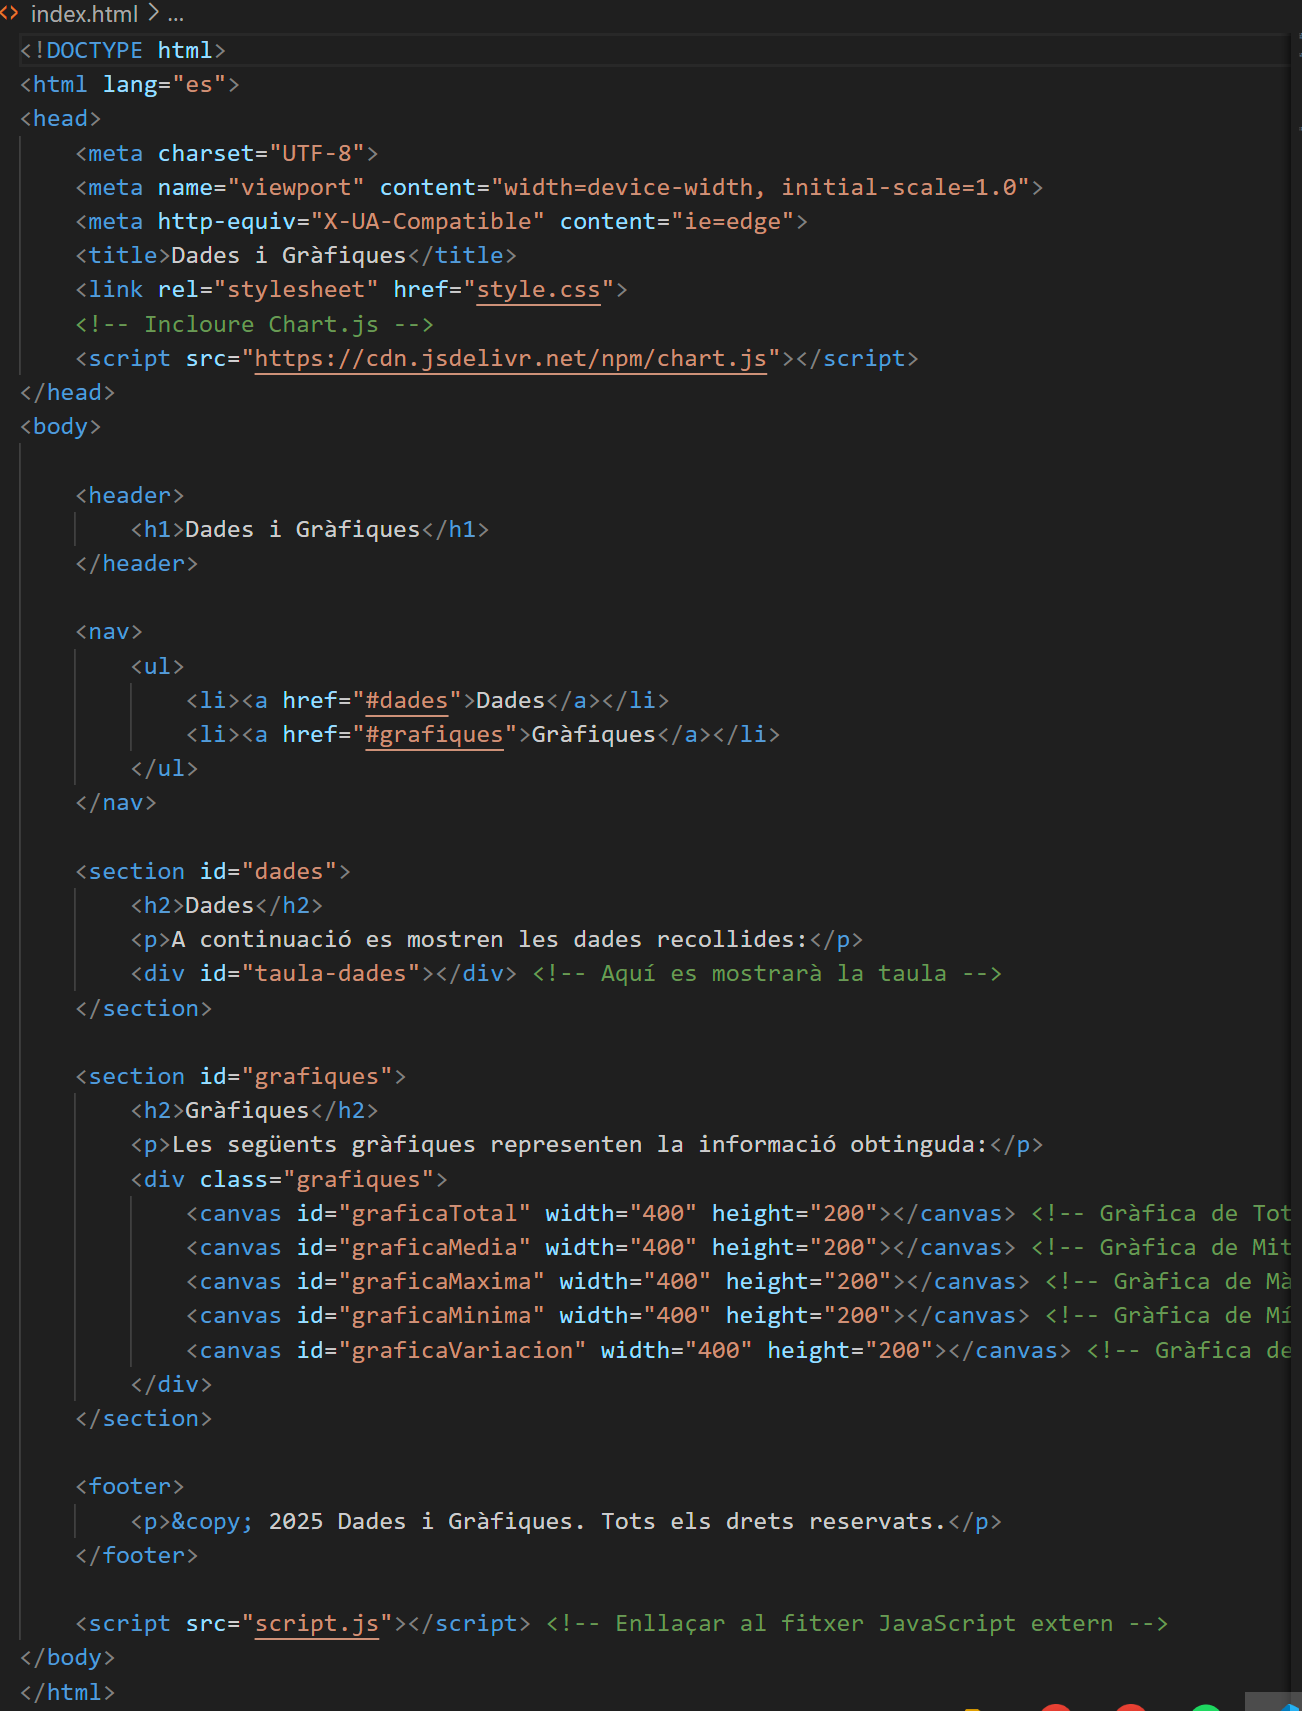 index.html > ...
<!DOCTYPE html>
<html lang="es">
<head>
    <meta charset="UTF-8">
    <meta name="viewport" content="width=device-width, initial-scale=1.0">
    <meta http-equiv="X-UA-Compatible" content="ie=edge">
    <title>Dades i Gràfiques</title>
    <link rel="stylesheet" href="style.css">
    <!-- Incloure Chart.js -->
    <script src="https://cdn.jsdelivr.net/npm/chart.js"></script>
</head>
<body>

    <header>
        <h1>Dades i Gràfiques</h1>
    </header>

    <nav>
        <ul>
            <li><a href="#dades">Dades</a></li>
            <li><a href="#grafiques">Gràfiques</a></li>
        </ul>
    </nav>

    <section id="dades">
        <h2>Dades</h2>
        <p>A continuació es mostren les dades recollides:</p>
        <div id="taula-dades"></div> <!-- Aquí es mostrarà la taula -->
    </section>

    <section id="grafiques">
        <h2>Gràfiques</h2>
        <p>Les següents gràfiques representen la informació obtinguda:</p>
        <div class="grafiques">
            <canvas id="graficaTotal" width="400" height="200"></canvas> <!-- Gràfica de Tot
            <canvas id="graficaMedia" width="400" height="200"></canvas> <!-- Gràfica de Mit
            <canvas id="graficaMaxima" width="400" height="200"></canvas> <!-- Gràfica de Mà
            <canvas id="graficaMinima" width="400" height="200"></canvas> <!-- Gràfica de Mí
            <canvas id="graficaVariacion" width="400" height="200"></canvas> <!-- Gràfica de
        </div>
    </section>

    <footer>
        <p>&copy; 2025 Dades i Gràfiques. Tots els drets reservats.</p>
    </footer>

    <script src="script.js"></script> <!-- Enllaçar al fitxer JavaScript extern -->
</body>
</html>